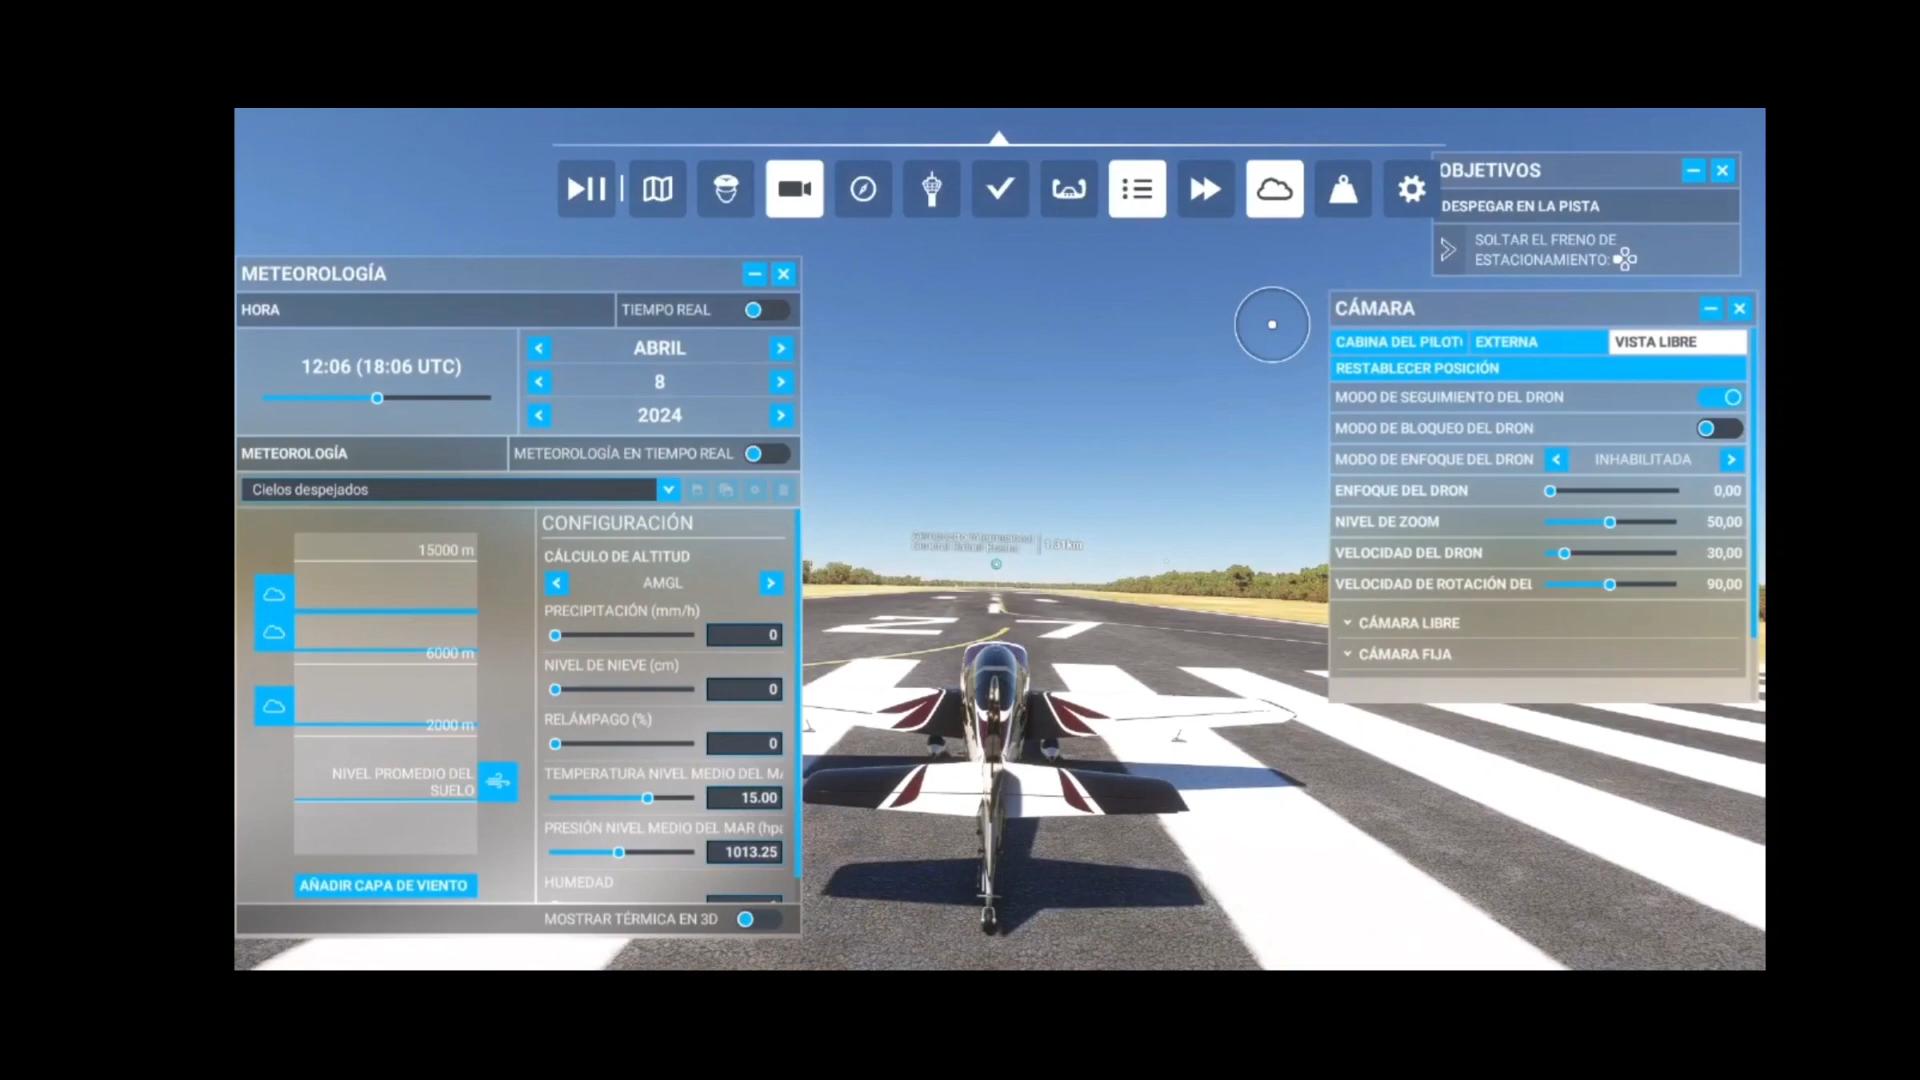 OBJETIVOS
DESPEGAR EN LA PISTA
SOLTAR EL FRENO DE
ESTACIONAMIENTO:
METEOROLOGÍA
HORA
TIEMPO REAL
12:06 (18:06 UTC)
ABRIL
8
2024
METEOROLOGÍA
METEOROLOGÍA EN TIEMPO REAL
Cielos despejados
15000 m
6000 m
2000 m
NIVEL PROMEDIO DEL
SUELO
AÑADIR CAPA DE VIENTO
CONFIGURACIÓN
CÁLCULO DE ALTITUD
AMGL
PRECIPITACIÓN (mm/h)
0
NIVEL DE NIEVE (cm)
0
RELÁMPAGO (%)
0
TEMPERATURA NIVEL MEDIO DEL MA
15.00
PRESIÓN NIVEL MEDIO DEL MAR (hpa
1013.25
HUMEDAD
MOSTRAR TÉRMICA EN 3D
CÁMARA
CABINA DEL PILOT
EXTERNA
VISTA LIBRE
RESTABLECER POSICIÓN
MODO DE SEGUIMIENTO DEL DRON
MODO DE BLOQUEO DEL DRON
MODO DE ENFOQUE DEL DRON
INHABILITADA
ENFOQUE DEL DRON
0,00
NIVEL DE ZOOM
50,00
VELOCIDAD DEL DRON
30,00
VELOCIDAD DE ROTACIÓN DEL
90,00
CÁMARA LIBRE
CÁMARA FIJA
1.31km
27